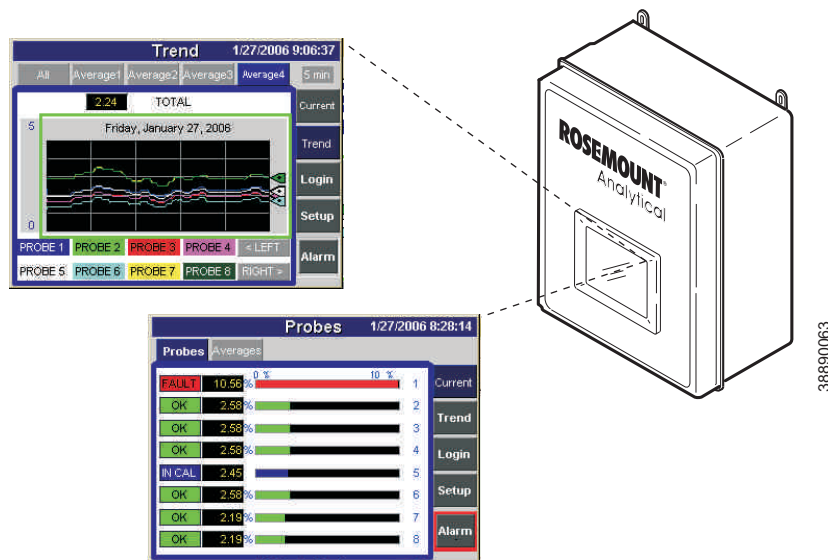 Trend 1/27/2006 9:06:37
All Average1 Average2 Average3 Average4 5 min
2.24 TOTAL Current
5 Friday, January 27, 2006
Trend
Login
0 Setup
PROBE 1 PROBE 2 PROBE 3 PROBE 4 < LEFT
Alarm
PROBE 5 PROBE 6 PROBE 7 PROBE 8 RIGHT >
ROSEMOUNT®
Analytical
Probes 1/27/2006 8:28:14
Probes Averages
0 % 10 %
FAULT 10.56 % 1 Current
OK 2.58 % 2
Trend
OK 2.58 % 3
OK 2.58 % 4 Login
IN CAL 2.45 5
OK 2.58 % 6 Setup
OK 2.19 % 7
Alarm
OK 2.19 % 8
38890063